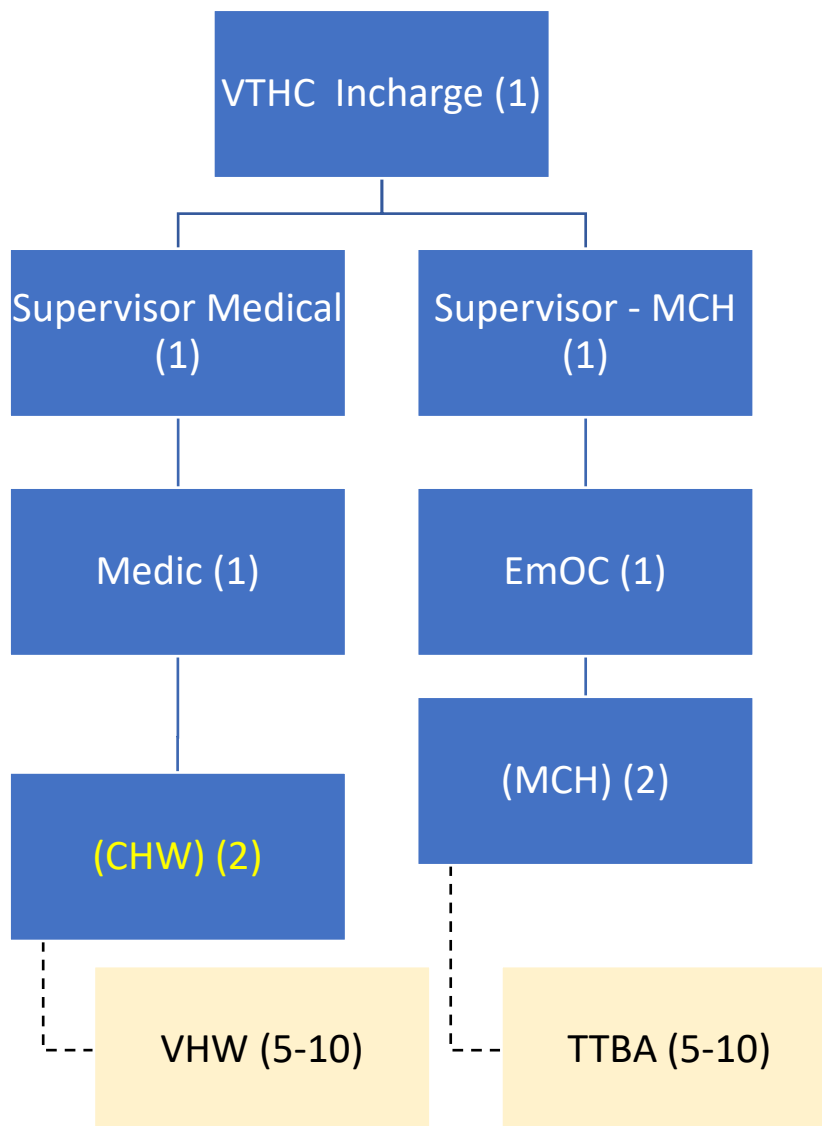 VTHC  Incharge (1)
Supervisor Medical
(1)
Supervisor - MCH
(1)
Medic (1)
EmOC (1)
(MCH) (2)
(CHW) (2)
VHW (5-10)
TTBA (5-10)